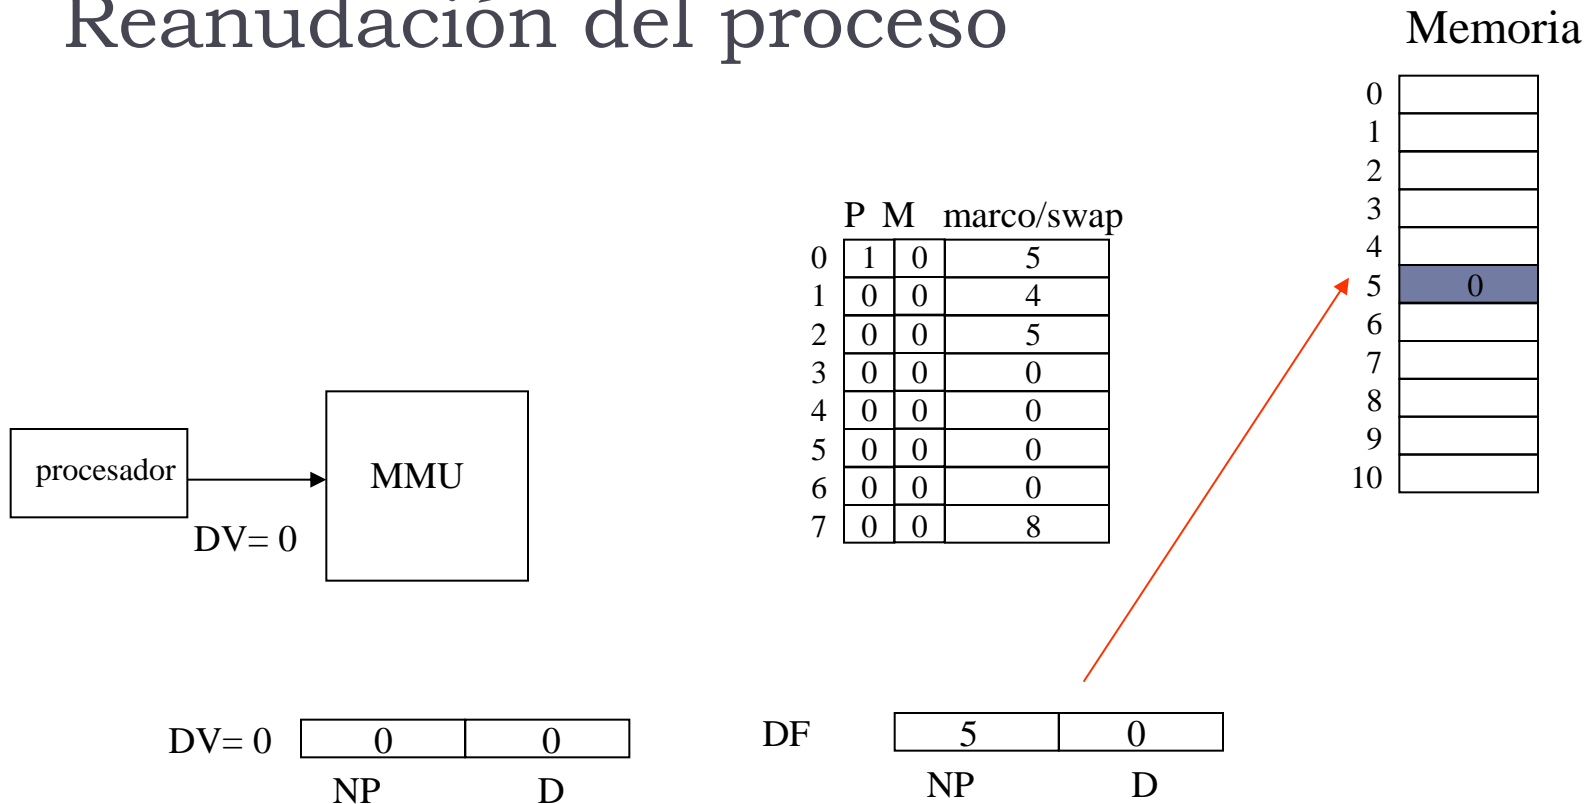 Reanudación del proceso
Memoria
0
1
2
3
4
5 0
6
7
8
9
10
P M marco/swap
0 1 0 5
1 0 0 4
2 0 0 5
3 0 0 0
4 0 0 0
5 0 0 0
6 0 0 0
7 0 0 8
procesador
MMU
DV= 0
DV= 0 0 0
NP D
DF 5 0
NP D